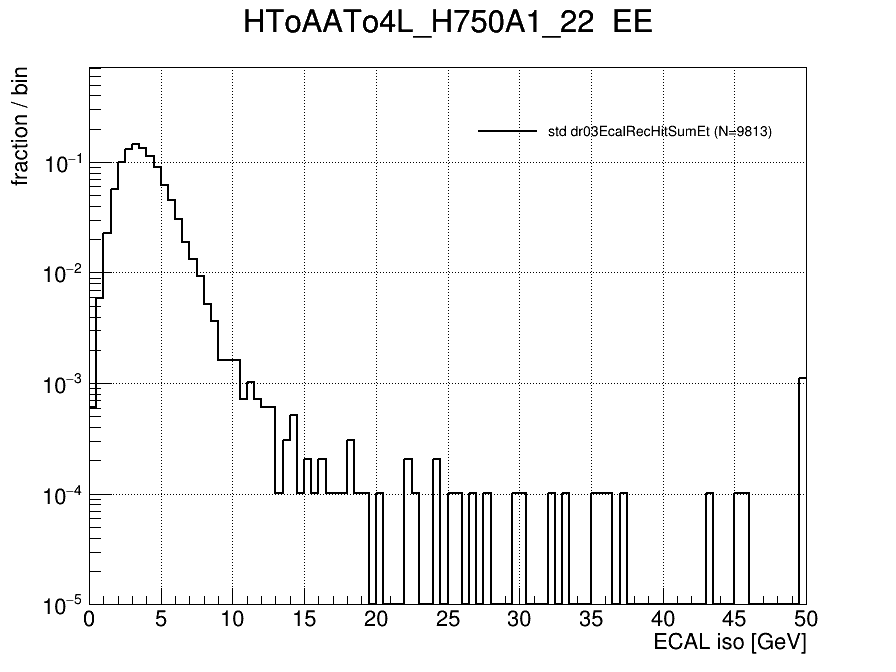 HToAATo4L_H750A1_22 EE
fraction / bin
std dr03EcalRecHitSumEt (N=9813)
10⁻¹
10⁻²
10⁻³
10⁻⁴
10⁻⁵
0 5 10 15 20 25 30 35 40 45 50
ECAL iso [GeV]